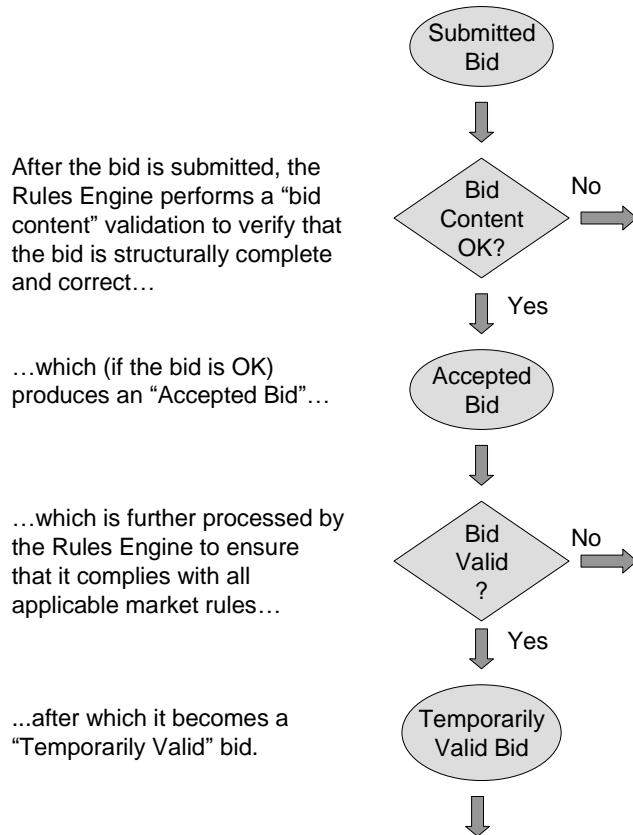 Submitted
Bid
After the bid is submitted, the
Rules Engine performs a “bid
content” validation to verify that
the bid is structurally complete
and correct…
Bid
Content
OK?
No
Yes
…which (if the bid is OK)
produces an “Accepted Bid”…
Accepted
Bid
…which is further processed by
the Rules Engine to ensure
that it complies with all
applicable market rules…
Bid
Valid
?
No
Yes
...after which it becomes a
“Temporarily Valid” bid.
Temporarily
Valid Bid